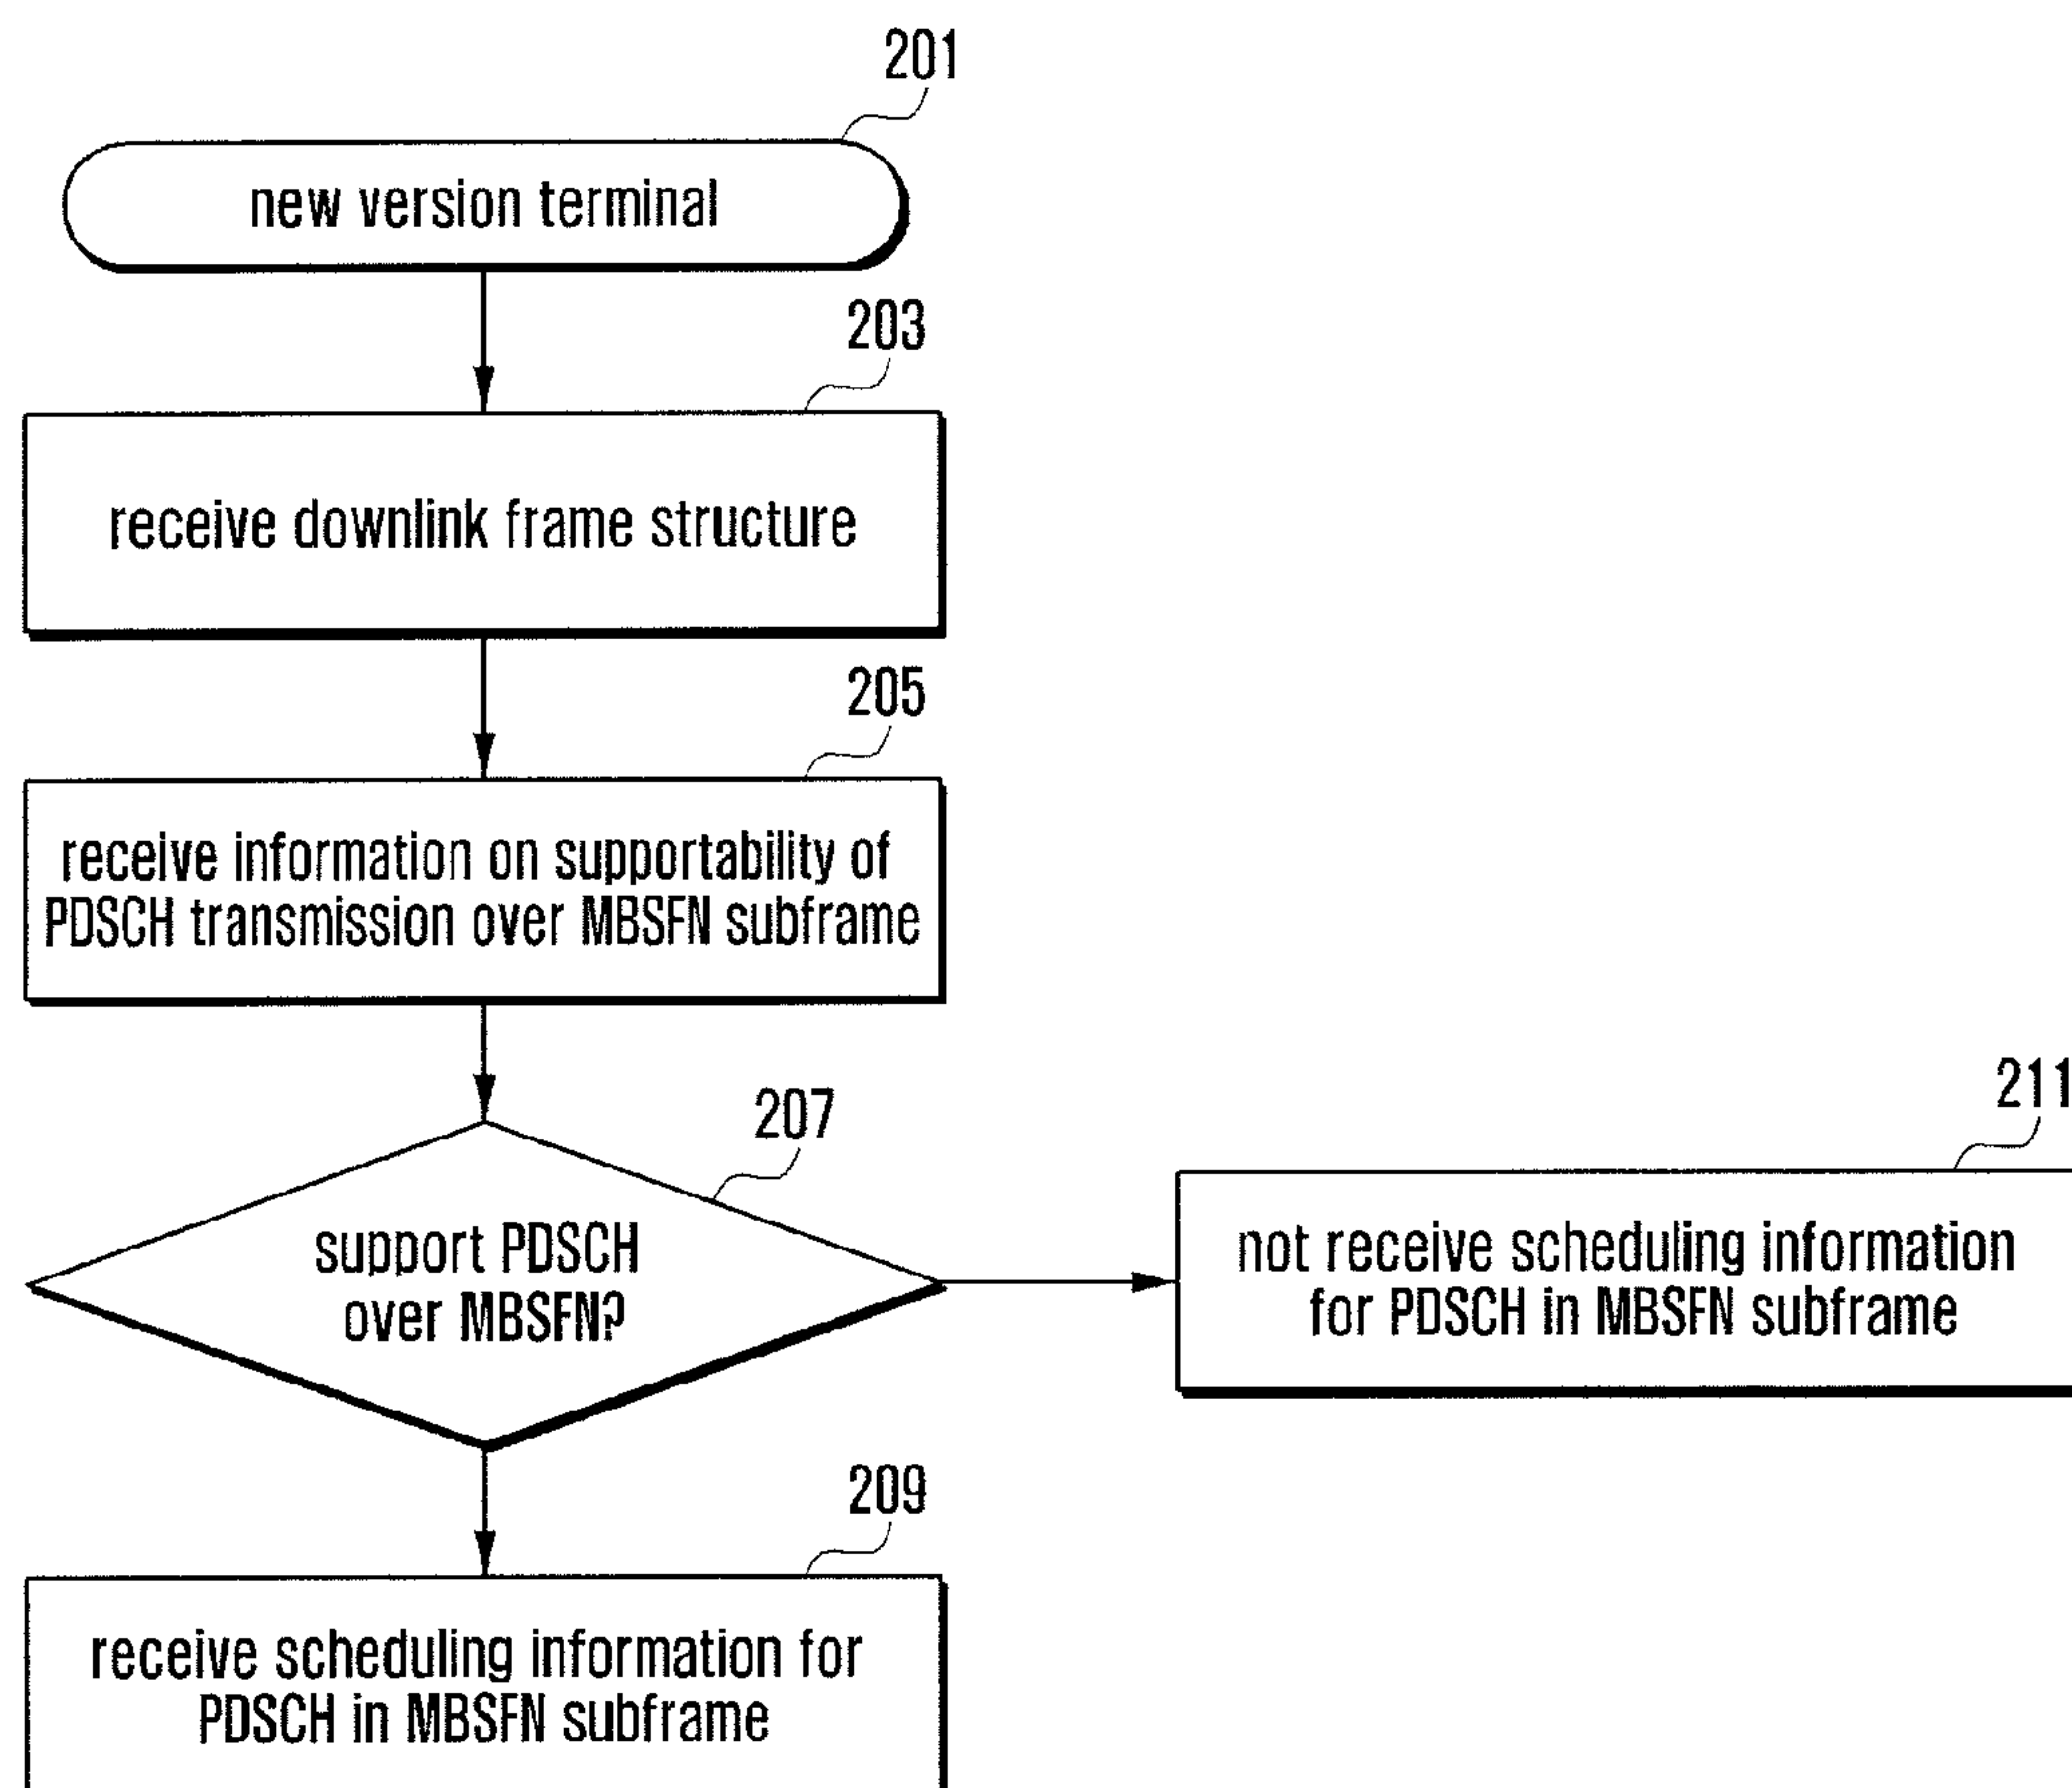 201
new version terminal
203
receive downlink frame structure
205
receive information on supportability of
PDSCH transmission over MBSFN subframe
207
support PDSCH
over MBSFN?
211
not receive scheduling information
for PDSCH in MBSFN subframe
209
receive scheduling information for
PDSCH in MBSFN subframe